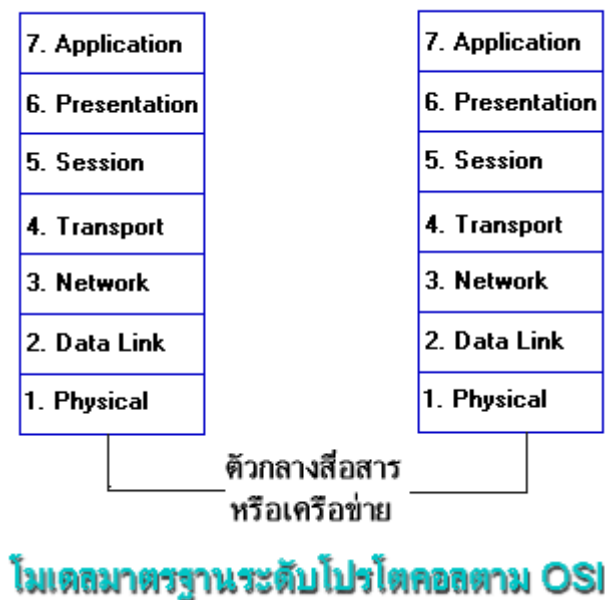 7. Application
6. Presentation
5. Session
4. Transport
3. Network
2. Data Link
1. Physical
7. Application
6. Presentation
5. Session
4. Transport
3. Network
2. Data Link
1. Physical
ตัวกลางสื่อสาร
หรือเครือข่าย
โมเดลมาตรฐานระดับโปรโตคอลตาม OSI